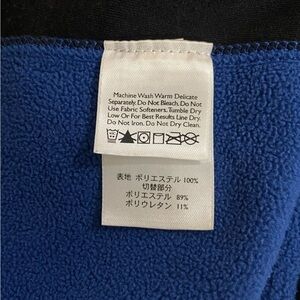 Machine Wash Warm Delicate
Separately. Do Not Bleach. Do Not
Use Fabric Softeners. Tumble Dry
Low Or For Best Results Line Dry.
Do Not Iron. Do Not Dry Clean.
表地 ポリエステル 100%
切替部分
ポリエステル 89%
ポリウレタン 11%